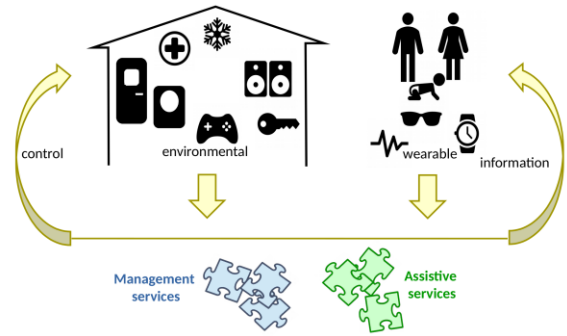 control
environmental
wearable
information
Management
services
Assistive
services